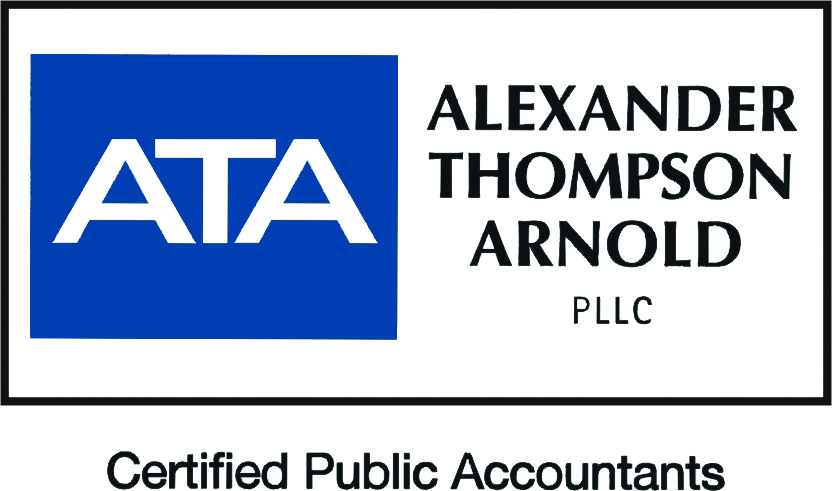 ATA
ALEXANDER
THOMPSON
ARNOLD
PLLC
Certified Public Accountants